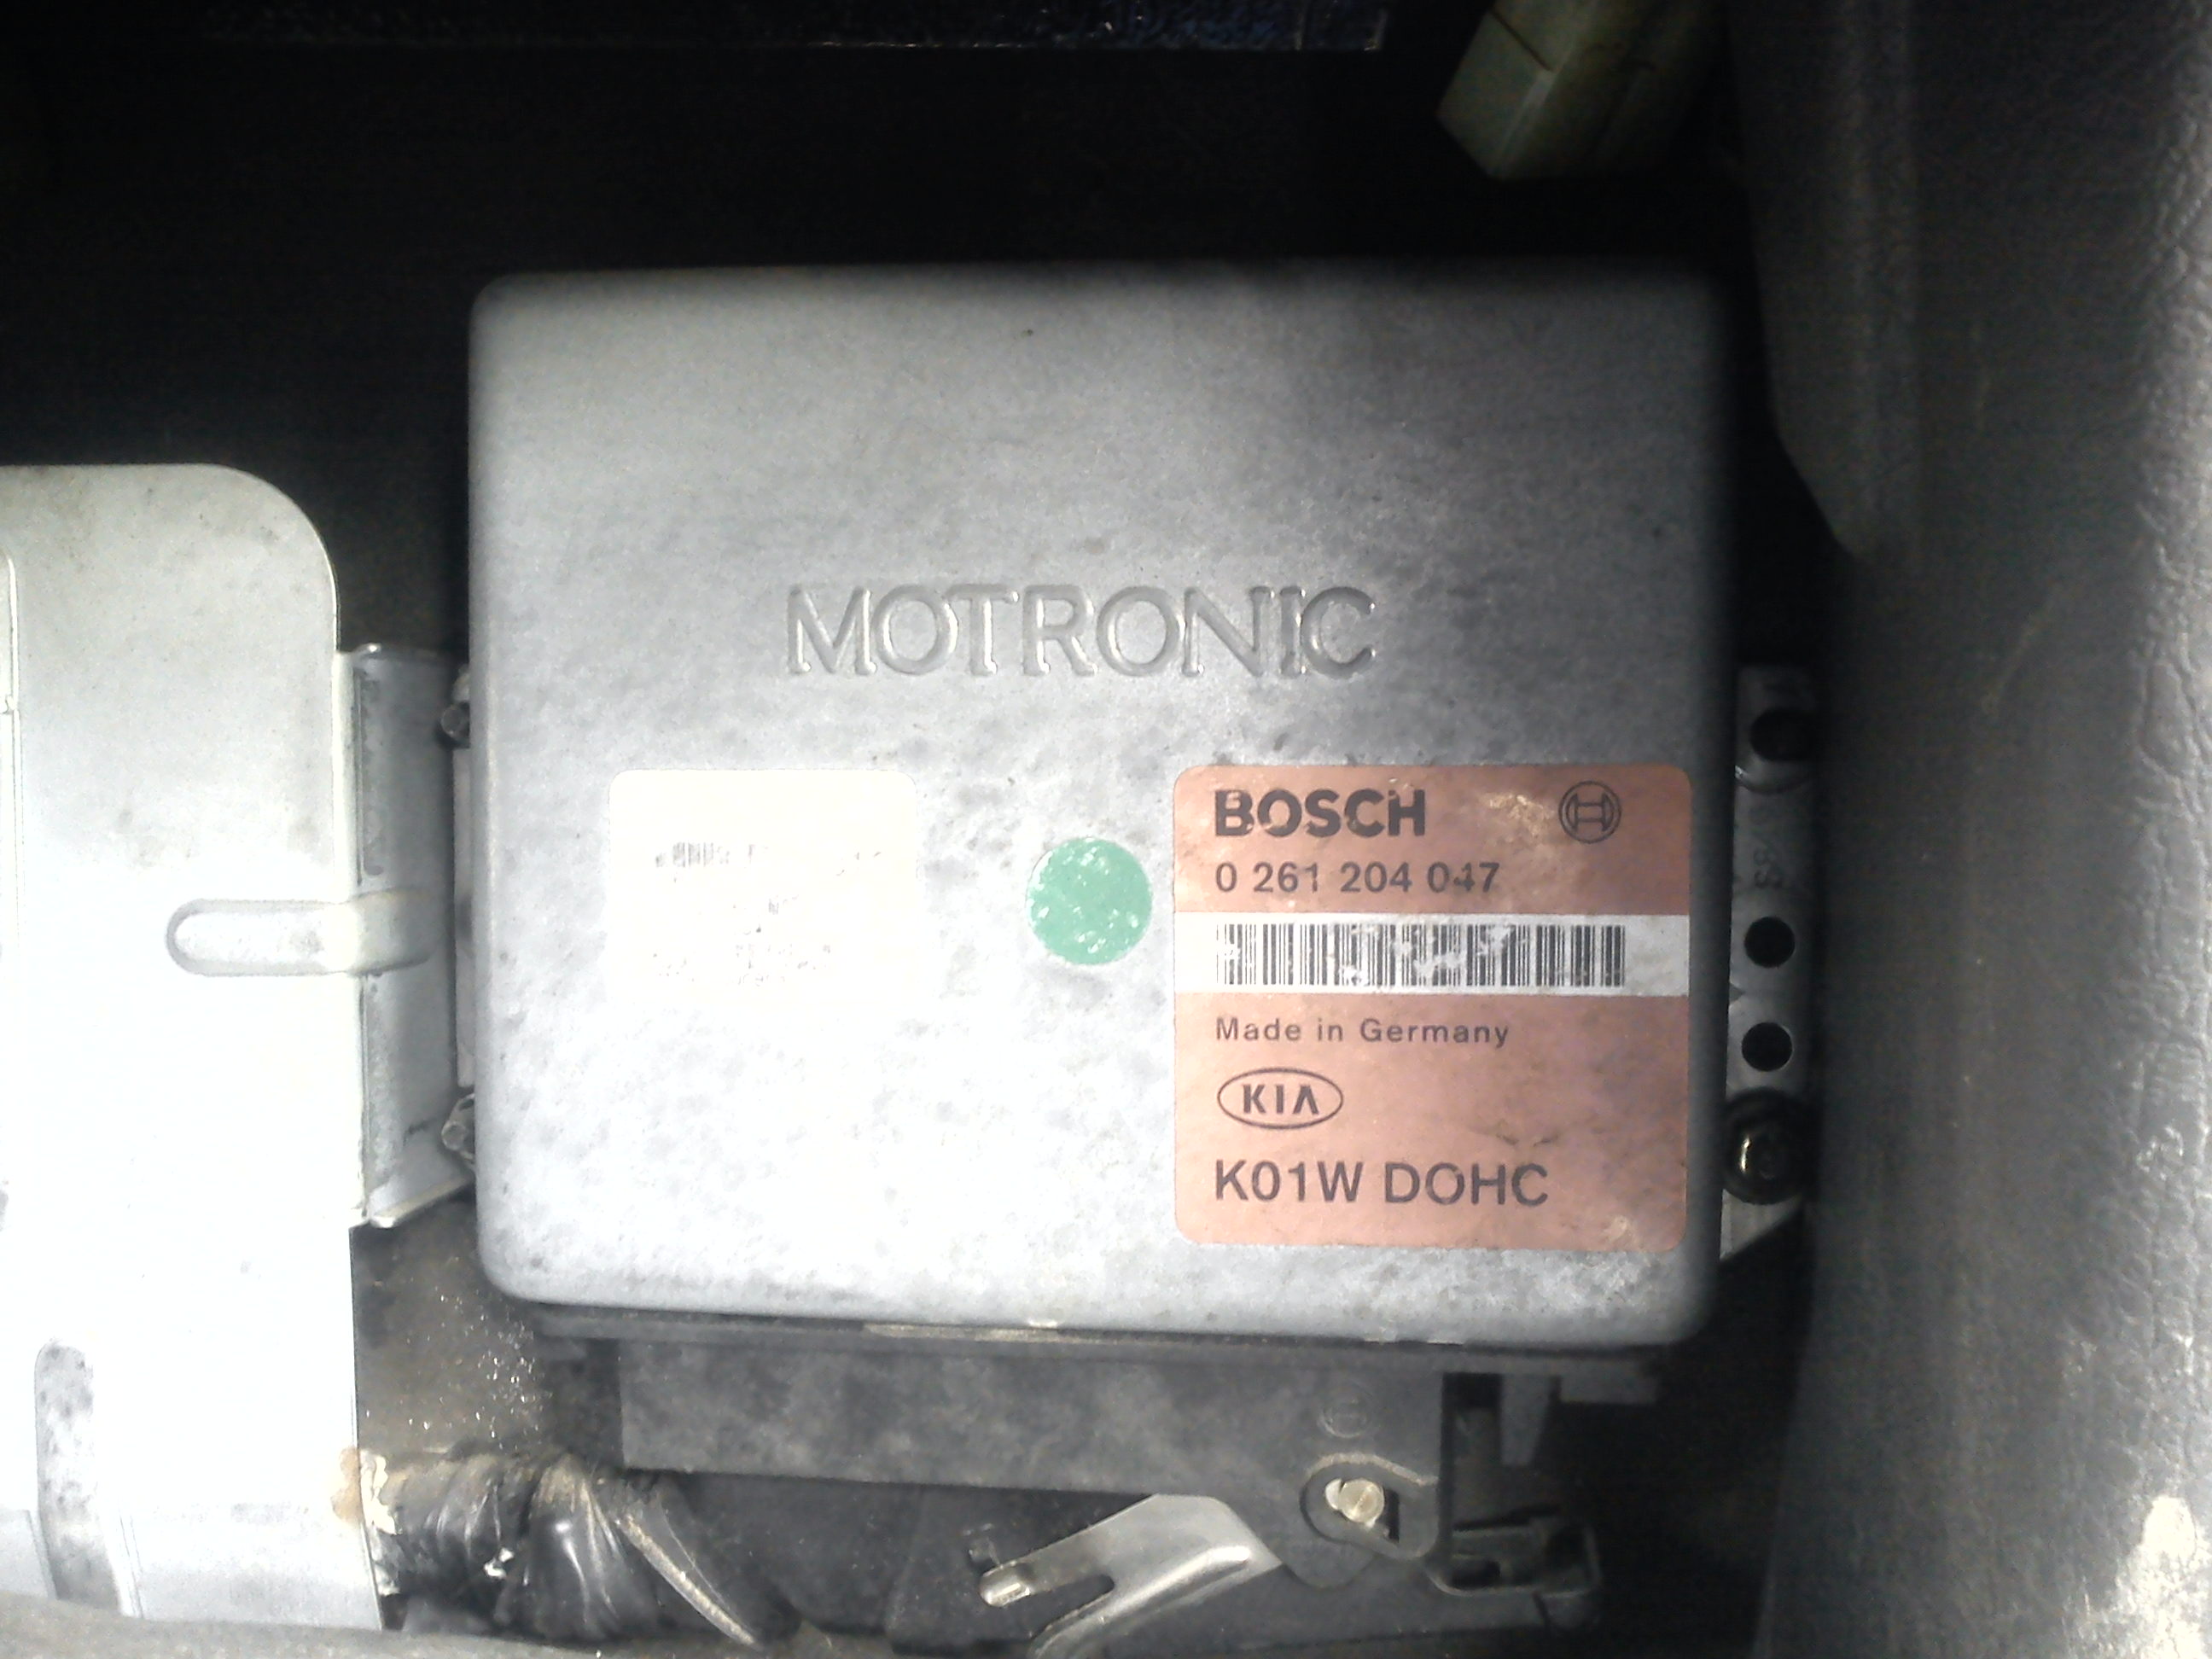 MOTRONIC
BOSCH
0 261 204 047
Made in Germany
KIA
K01W DOHC